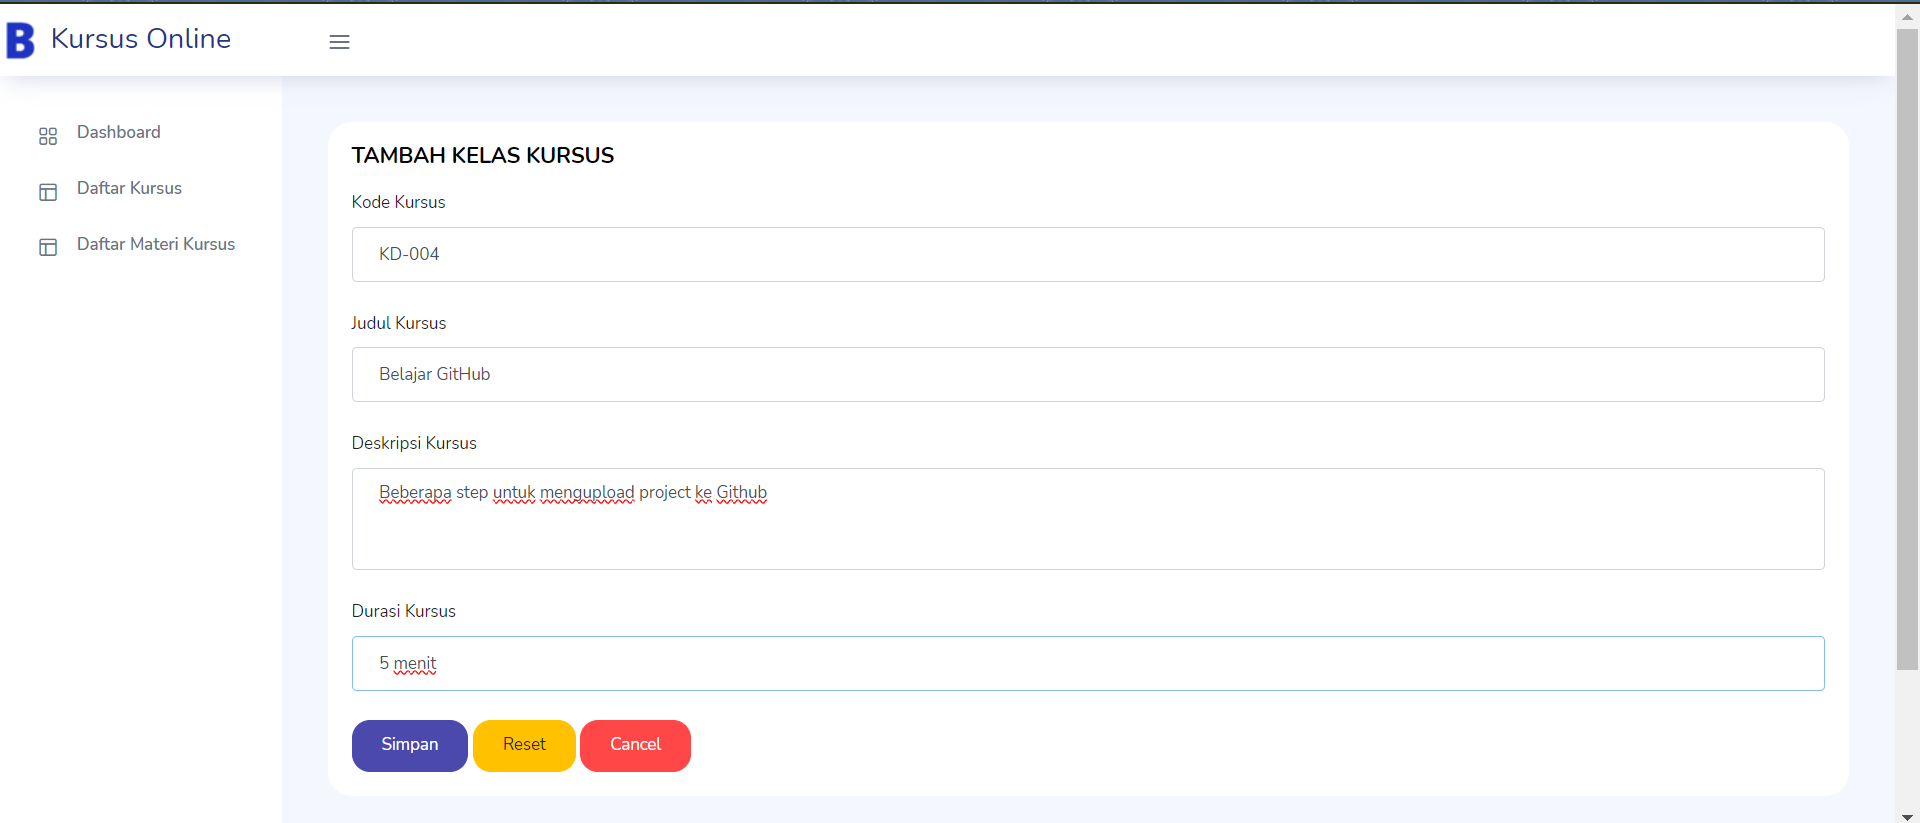 B Kursus Online
Dashboard
Daftar Kursus
Daftar Materi Kursus
TAMBAH KELAS KURSUS
Kode Kursus
KD-004
Judul Kursus
Belajar GitHub
Deskripsi Kursus
Beberapa step untuk mengupload project ke Github
Durasi Kursus
5 menit
Simpan Reset Cancel